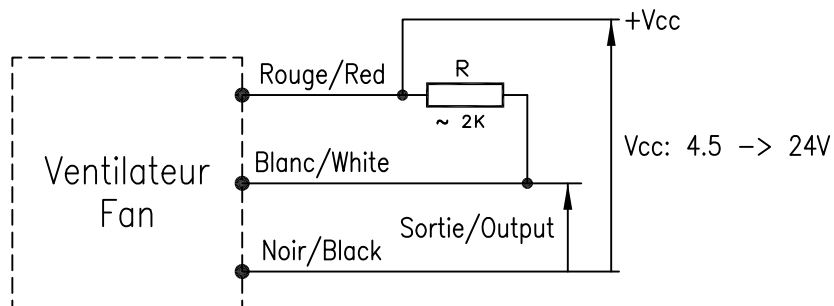 +Vcc
Rouge/Red
R
~ 2K
Vcc: 4.5 -> 24V
Blanc/White
Ventilateur
Fan
Sortie/Output
Noir/Black